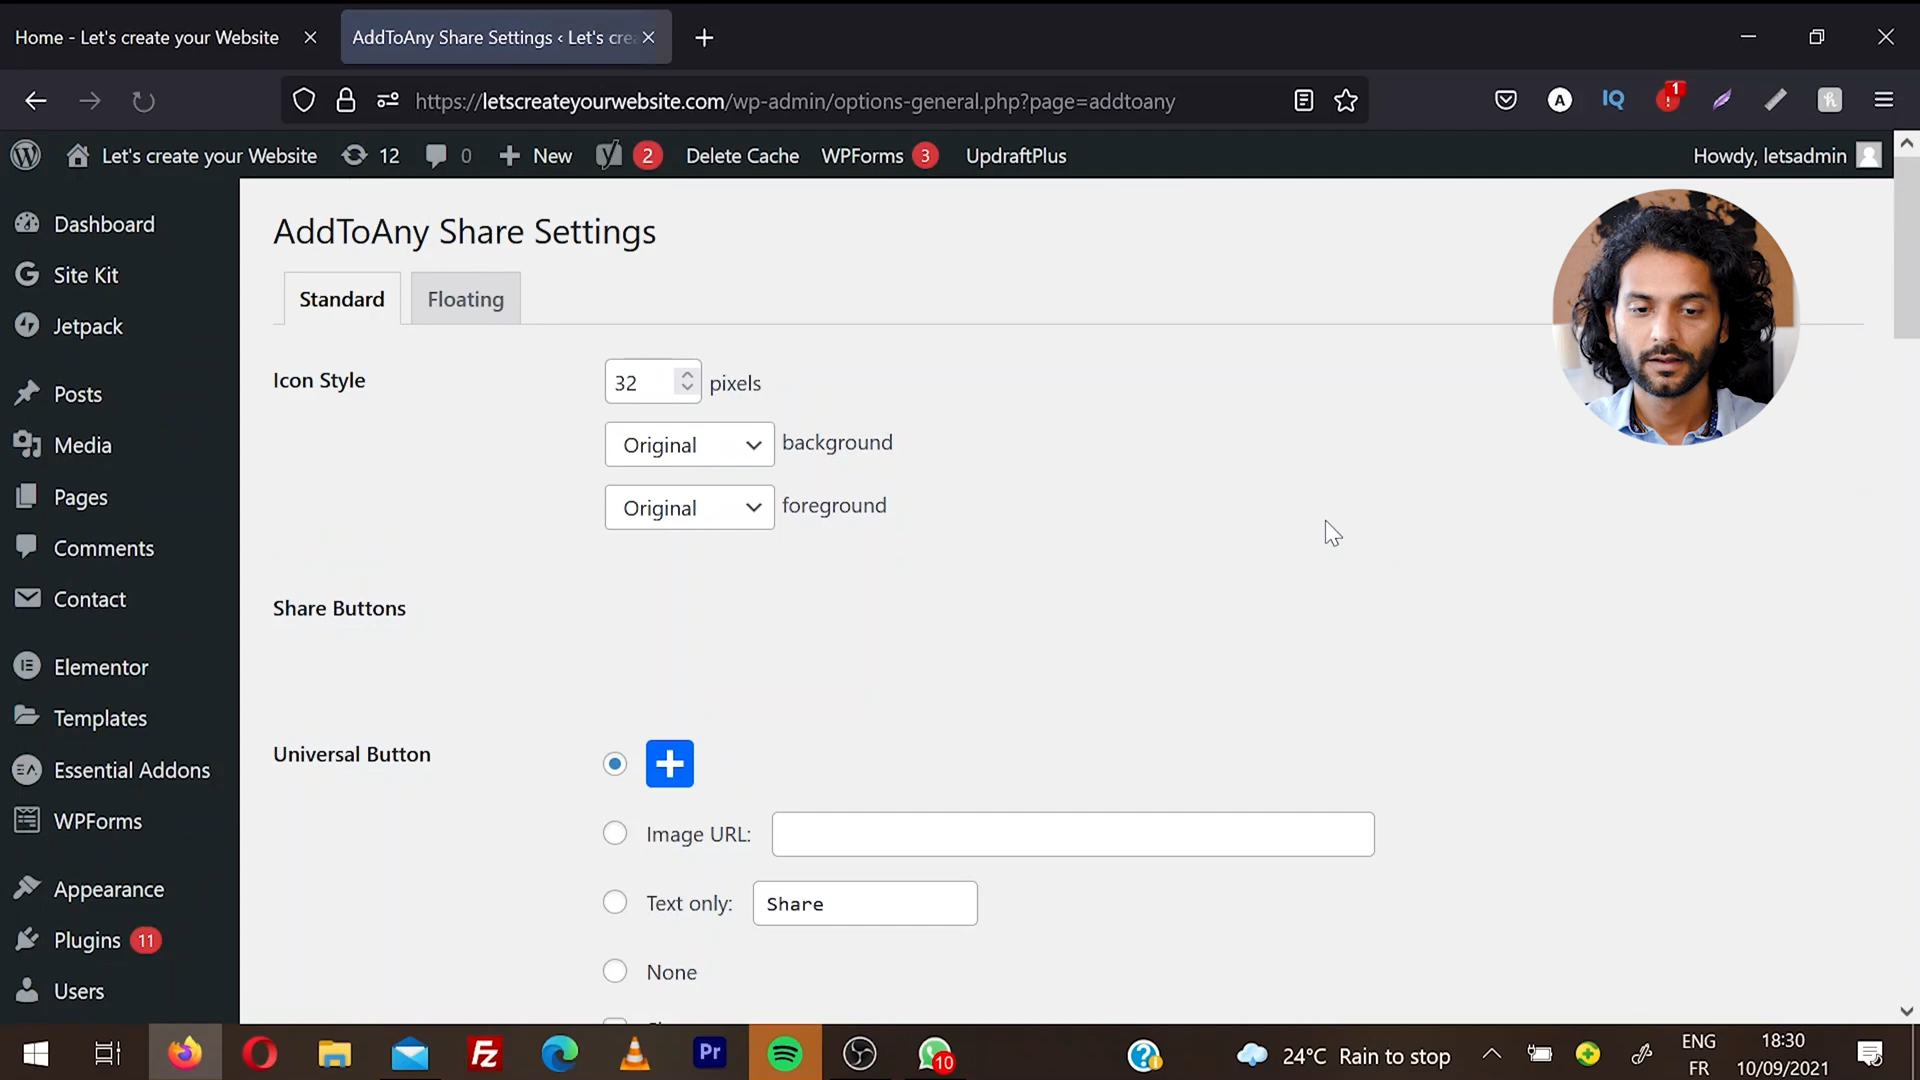 Home - Let's create your Website
AddToAny Share Settings ‹ Let's cre
https://letscreateyourwebsite.com/wp-admin/options-general.php?page=addtoany
A
IQ
1
h
Let's create your Website
12
0
New
2
Delete Cache
WPForms 3
UpdraftPlus
Howdy, letsadmin
Dashboard
Site Kit
Jetpack
Posts
Media
Pages
Comments
Contact
Elementor
Templates
Essential Addons
WPForms
Appearance
Plugins 11
Users
AddToAny Share Settings
Standard
Floating
Icon Style
32 pixels
Original background
Original foreground
Share Buttons
Universal Button
Image URL:
Text only: Share
None
Pr
10
24°C Rain to stop
ENG
FR
18:30
10/09/2021